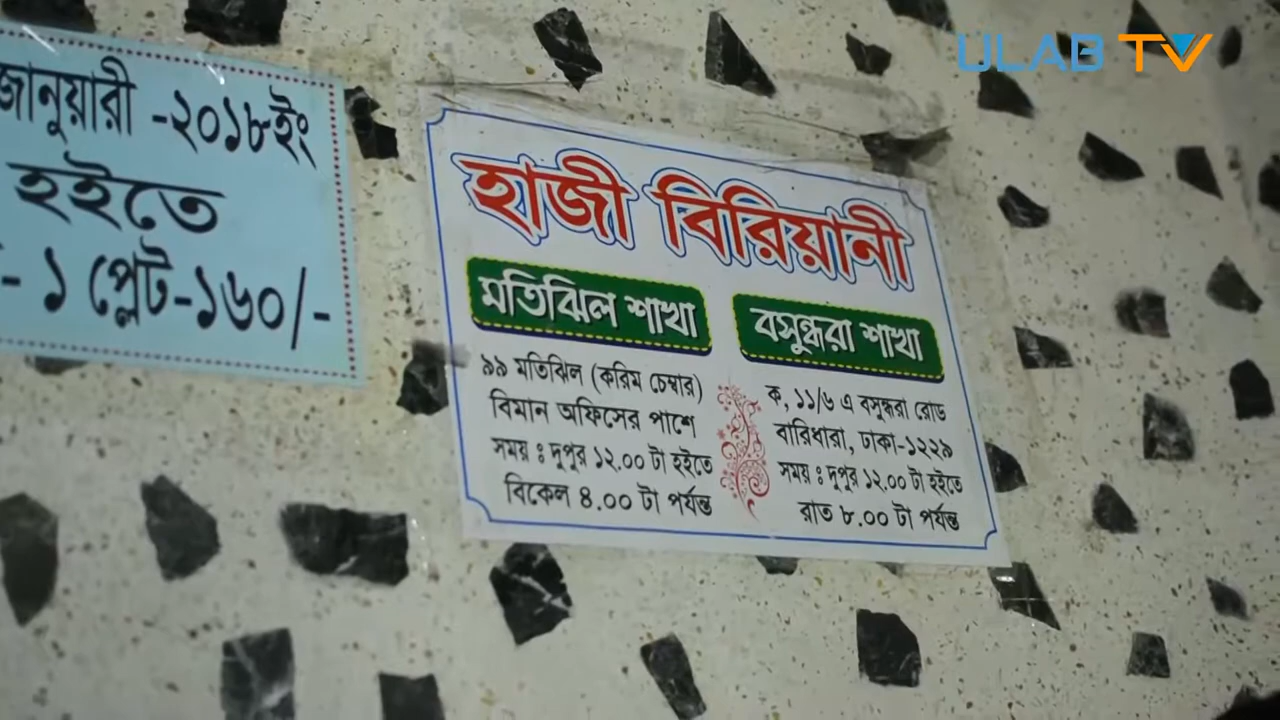 ULAB TV
জানুয়ারী -২০১৮ইং
হইতে
- ১ প্লেট-১৬০/-
হাজী বিরিয়ানী
মতিঝিল শাখা
৯৯ মতিঝিল (করিম চেম্বার)
বিমান অফিসের পাশে
সময় : দুপুর ১২.০০ টা হইতে
বিকেল ৪.০০ টা পর্যন্ত
বসুন্ধরা শাখা
ক, ১১/৬ এ বসুন্ধরা রোড
বারিধারা, ঢাকা-১২২৯
সময় : দুপুর ১২.০০ টা হইতে
রাত ৮.০০ টা পর্যন্ত